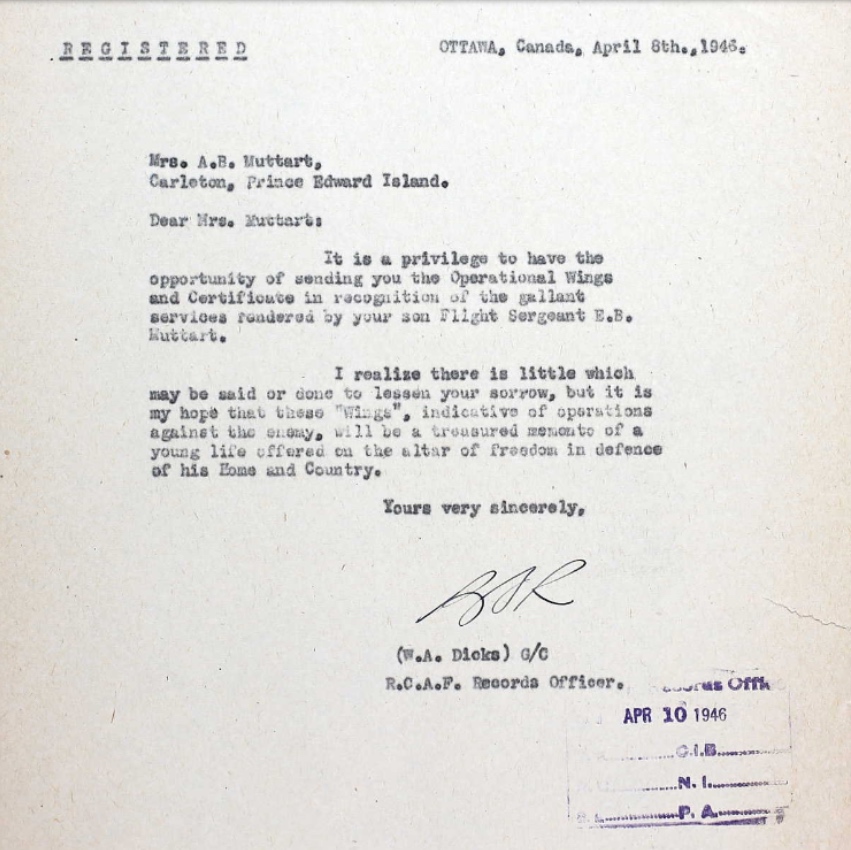 REGISTERED
OTTAWA, Canada, April 8th.,1946.
Mrs. A.B. Muttart,
Carleton, Prince Edward Island.
Dear Mrs. Muttart:
It is a privilege to have the
opportunity of sending you the Operational Wings
and Certificate in recognition of the gallant
services rendered by your son Flight Sergeant E.B.
Muttart.
I realize there is little which
may be said or done to lessen your sorrow, but it is
my hope that these "Wings", indicative of operations
against the enemy, will be a treasured memento of a
young life offered on the altar of freedom in defence
of his Home and Country.
Yours very sincerely,
(W.A. Dicks) G/C
R.C.A.F. Records Officer.
APR 10 1946
C.I.B.
N. I.
P. A.